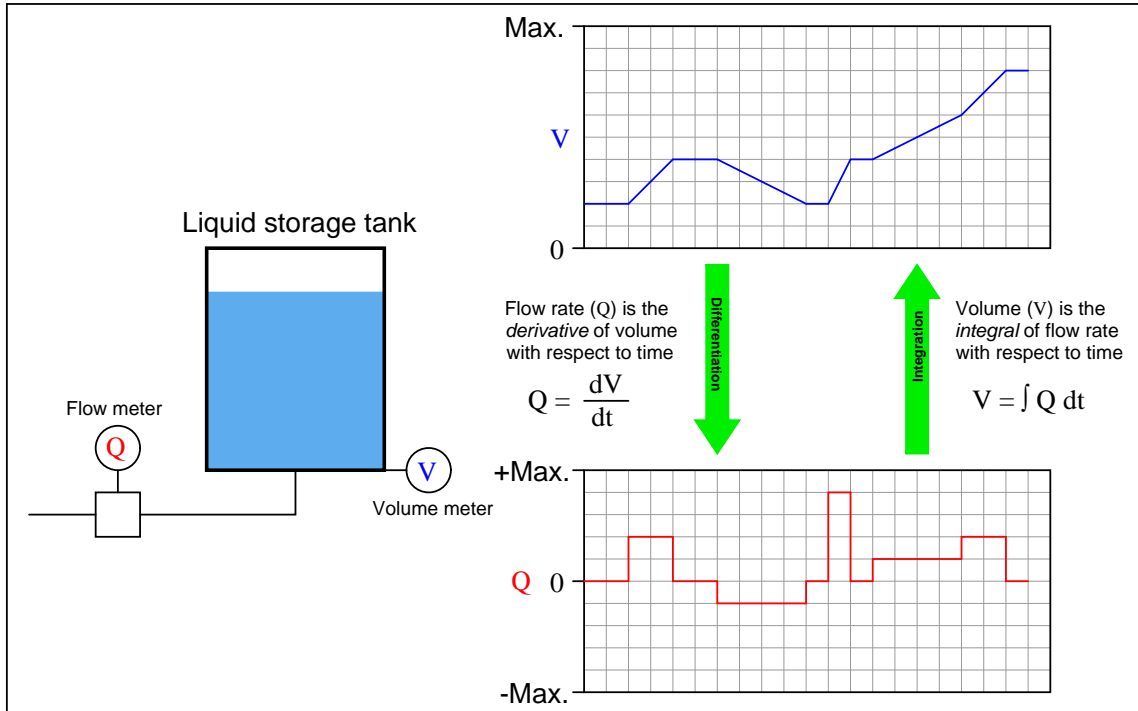 Max.
V
0
Liquid storage tank
Flow meter
Q
V
Volume meter
Flow rate (Q) is the
derivative of volume
with respect to time
Q = dV
dt
Differentiation
Integration
Volume (V) is the
integral of flow rate
with respect to time
V = ∫ Q dt
+Max.
Q 0
-Max.